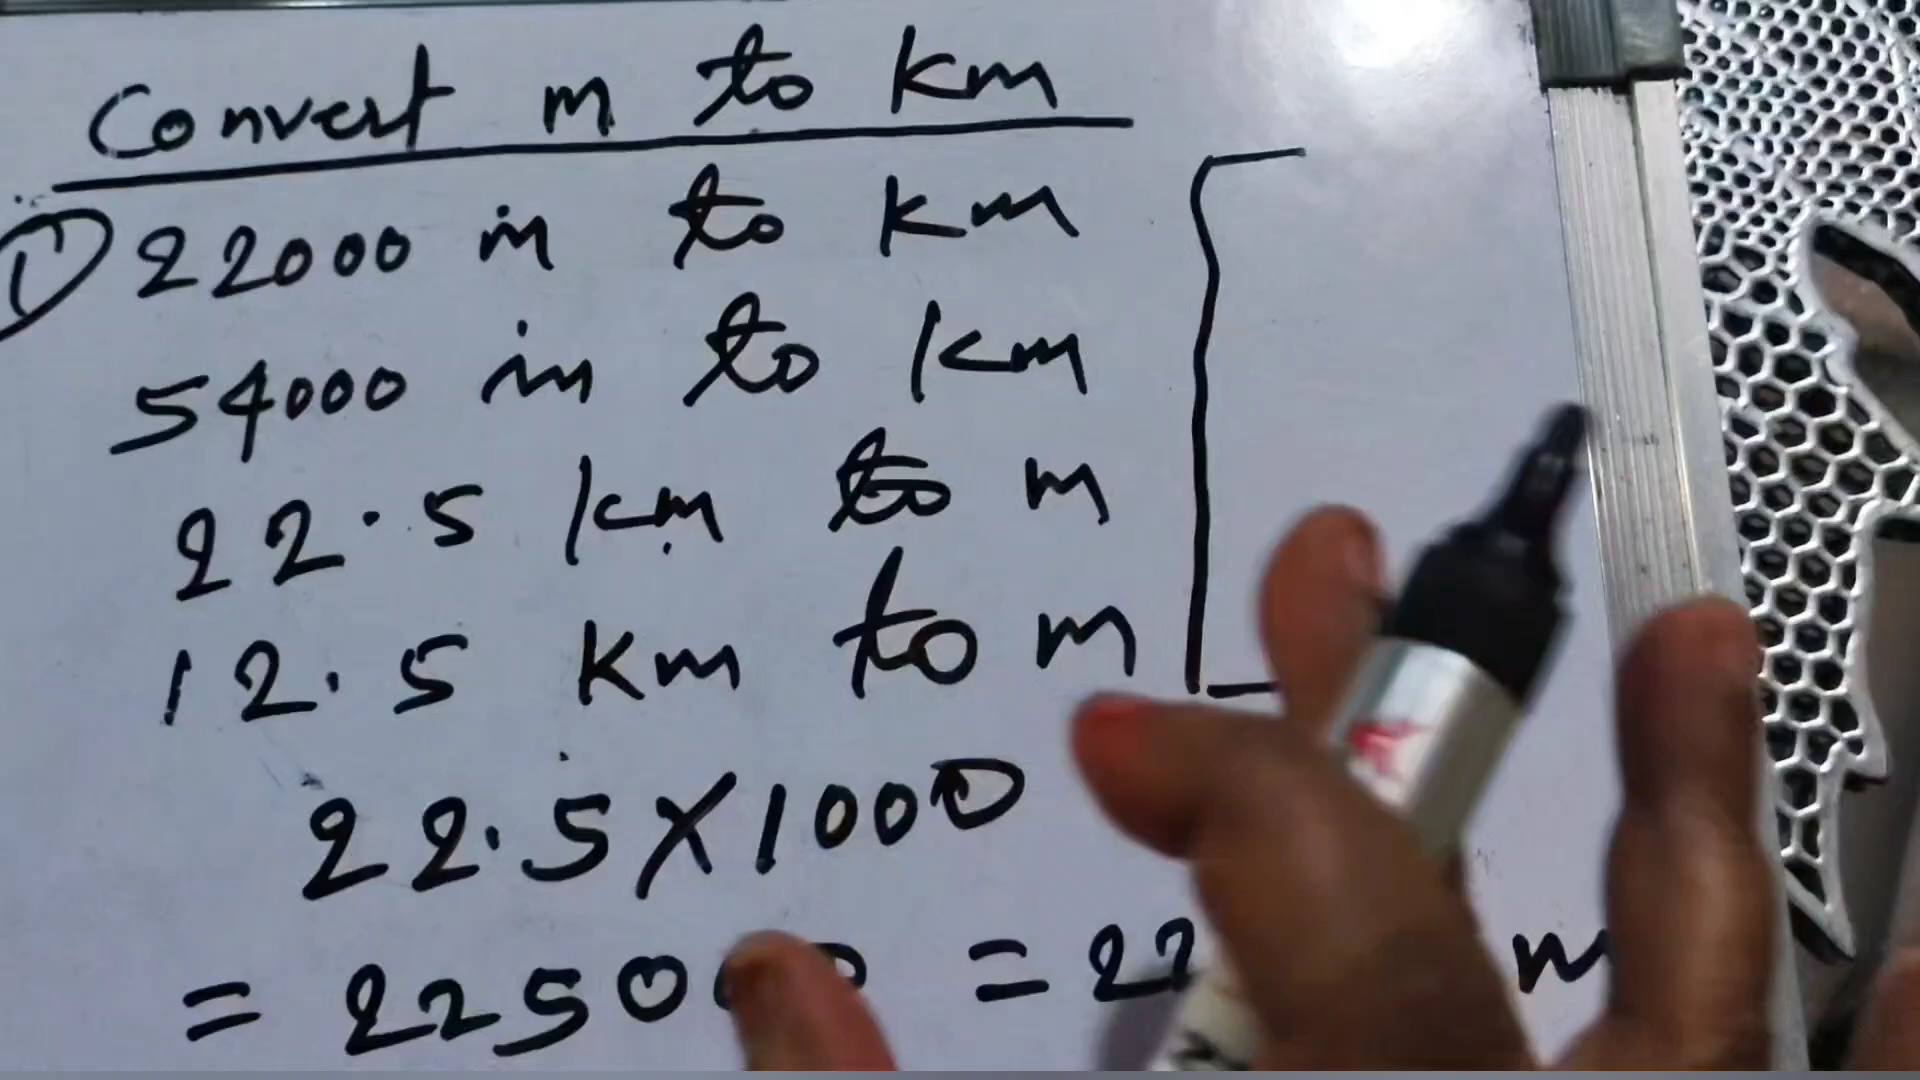 Convert m to km
① 22000 m to km
54000 m to km
22.5 km to m
12.5 km to m
22.5 X 1000
= 22500 = 22 m